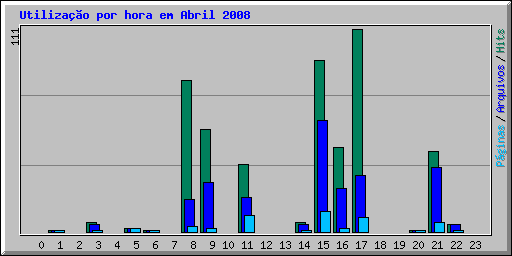 Utilização por hora em Abril 2008
111
Páginas / Arquivos / Hits
0 1 2 3 4 5 6 7 8 9 10 11 12 13 14 15 16 17 18 19 20 21 22 23